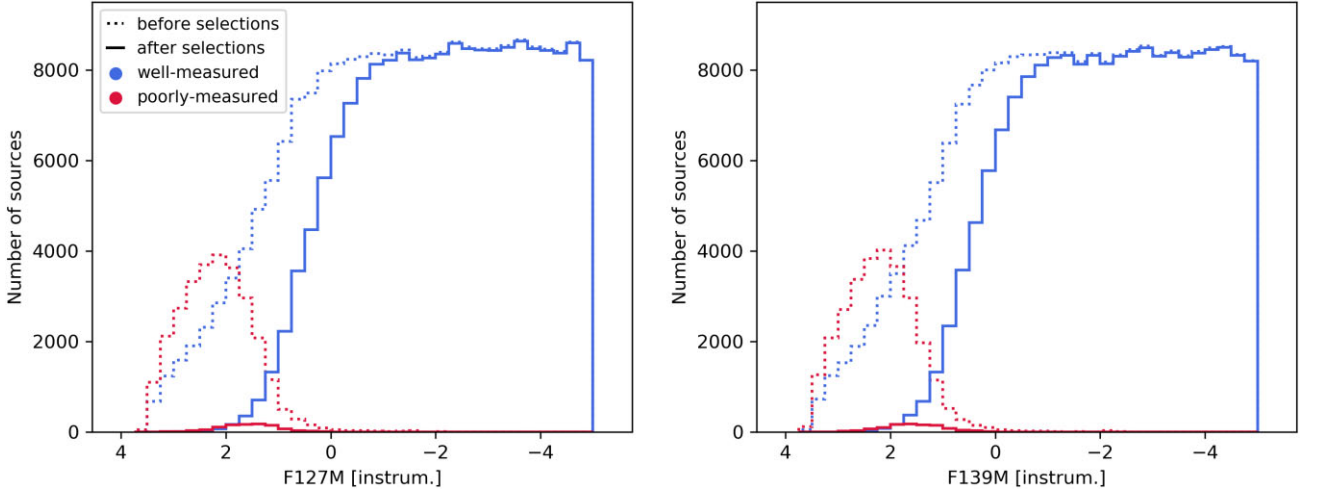 before selections
after selections
well-measured
poorly-measured
Number of sources
8000
6000
4000
2000
0
4
2
0
−2
−4
F127M [instrum.]
Number of sources
8000
6000
4000
2000
0
4
2
0
−2
−4
F139M [instrum.]